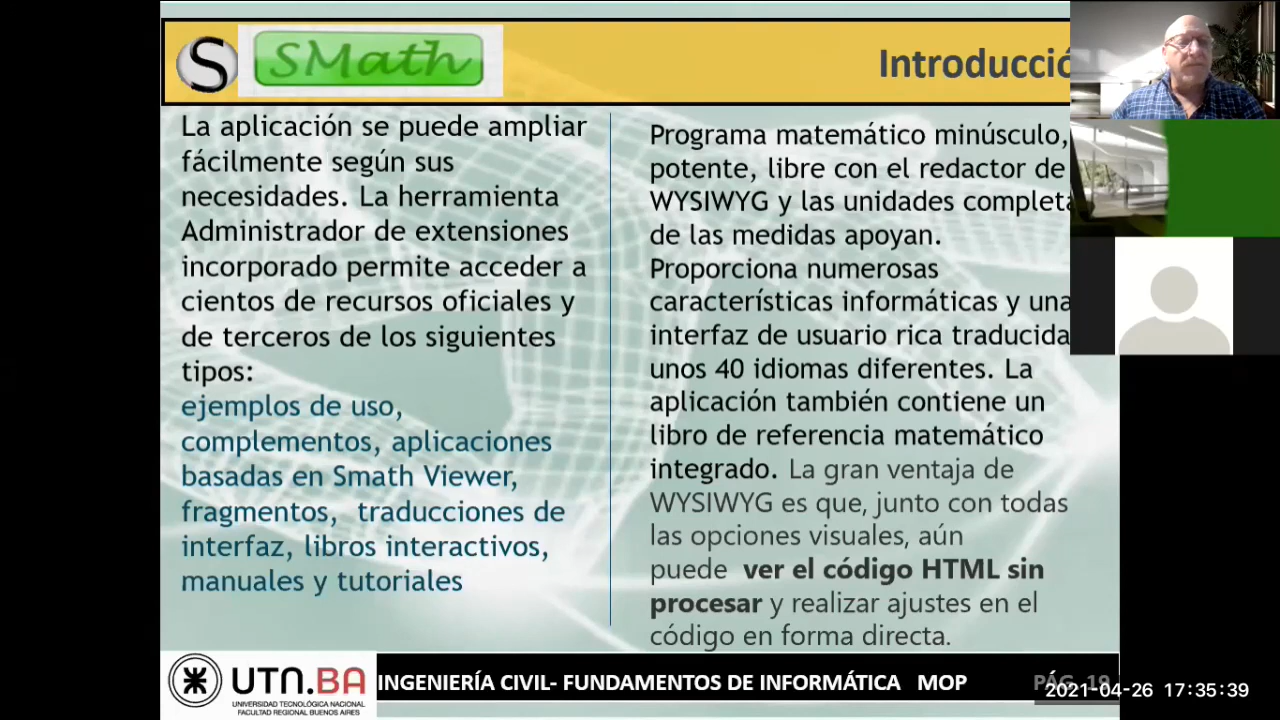 S
SMath
Introducció
La aplicación se puede ampliar
fácilmente según sus
necesidades. La herramienta
Administrador de extensiones
incorporado permite acceder a
cientos de recursos oficiales y
de terceros de los siguientes
tipos:
ejemplos de uso,
complementos, aplicaciones
basadas en Smath Viewer,
fragmentos, traducciones de
interfaz, libros interactivos,
manuales y tutoriales
Programa matemático minúsculo,
potente, libre con el redactor de
WYSIWYG y las unidades completa
de las medidas apoyan.
Proporciona numerosas
características informáticas y una
interfaz de usuario rica traducida
unos 40 idiomas diferentes. La
aplicación también contiene un
libro de referencia matemático
integrado. La gran ventaja de
WYSIWYG es que, junto con todas
las opciones visuales, aún
puede ver el código HTML sin
procesar y realizar ajustes en el
código en forma directa.
UTN.BA
UNIVERSIDAD TECNOLÓGICA NACIONAL
FACULTAD REGIONAL BUENOS AIRES
INGENIERÍA CIVIL- FUNDAMENTOS DE INFORMÁTICA MOP
PÁG. 19
2021-04-26 17:35:39